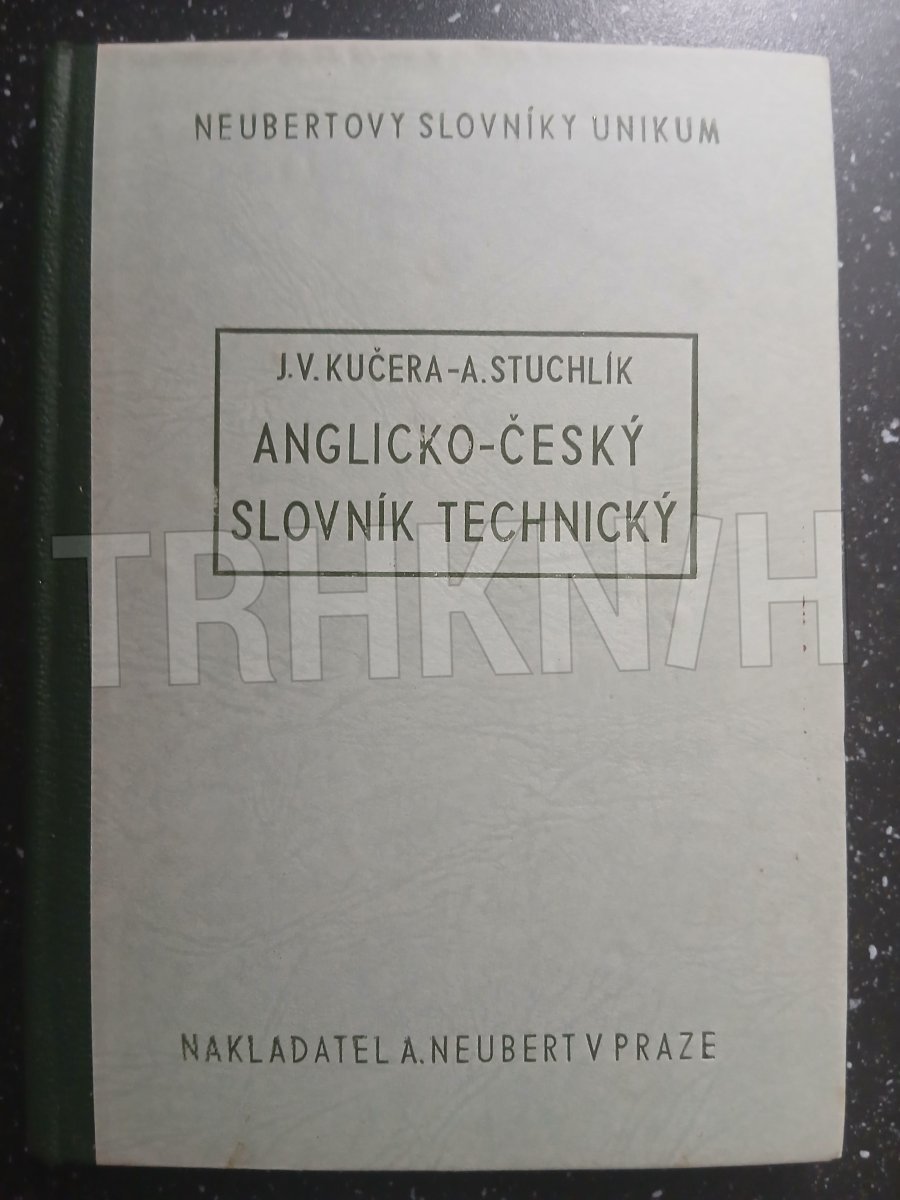 NEUBERTOVY SLOVNÍKY UNIKUM
J.V. KUČERA-A. STUCHLÍK
ANGLICKO-ČESKÝ
SLOVNÍK TECHNICKÝ
TRHKNIH
NAKLADATEL A. NEUBERT V PRAZE